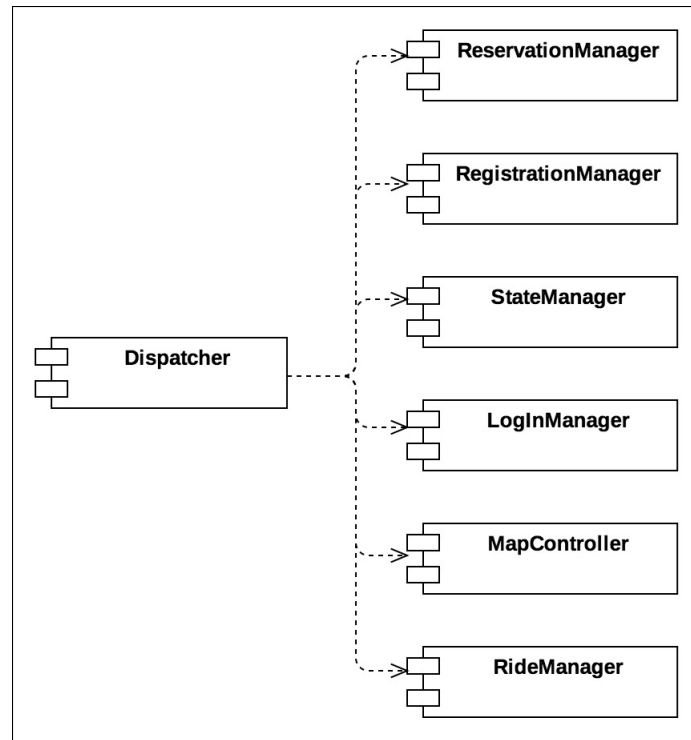 ReservationManager
RegistrationManager
StateManager
Dispatcher
LogInManager
MapController
RideManager